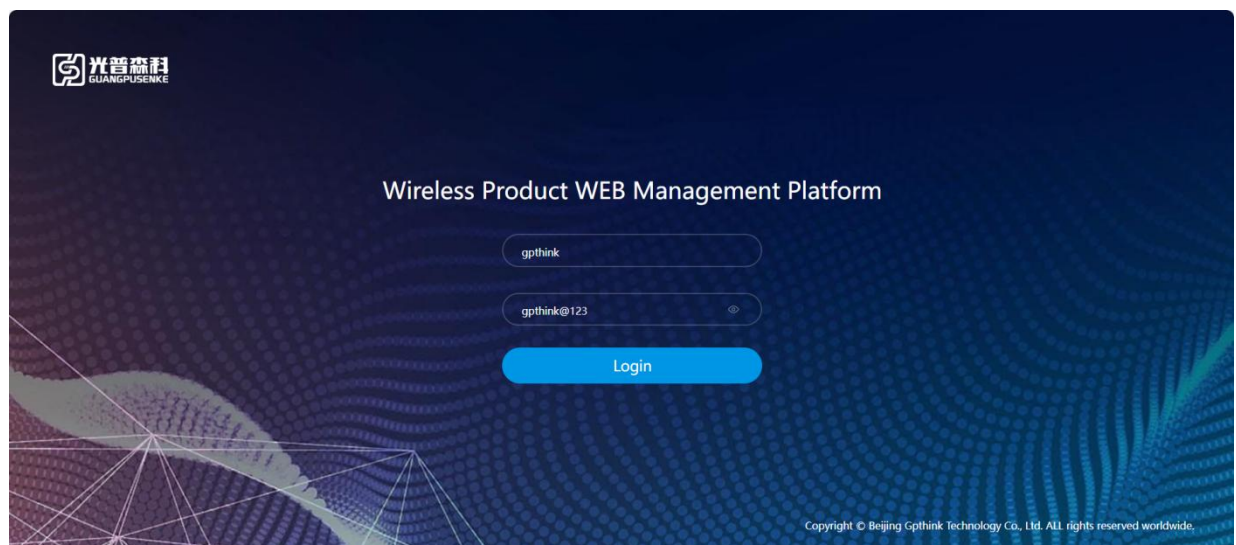 光普森科
GUANGPUSENKE
Wireless Product WEB Management Platform
gpthink
gpthink@123
Login
Copyright © Beijing Gpthink Technology Co., Ltd. ALL rights reserved worldwide.